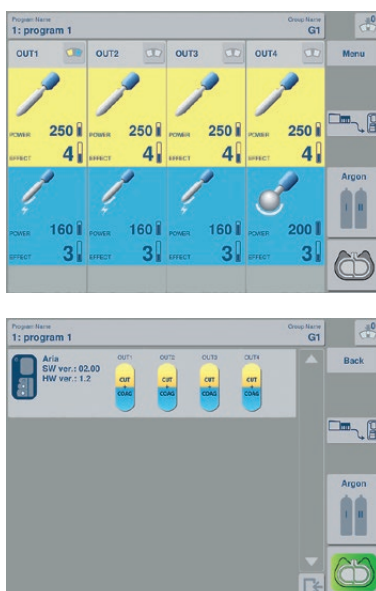 Program Name Group Name
1: program 1 G1
OUT1 OUT2 OUT3 OUT4 Menu
POWER 250 POWER 250 POWER 250 POWER 250
EFFECT 4 EFFECT 4 EFFECT 4 EFFECT 4
Argon
I II
POWER 160 POWER 160 POWER 160 POWER 200
EFFECT 3 EFFECT 3 EFFECT 3 EFFECT 3
Program Name Group Name
1: program 1 G1
Aria OUT1 OUT2 OUT3 OUT4 Back
SW ver.: 02.00
HW ver.: 1.2
CUT CUT CUT CUT
COAG COAG COAG COAG
Argon
I II